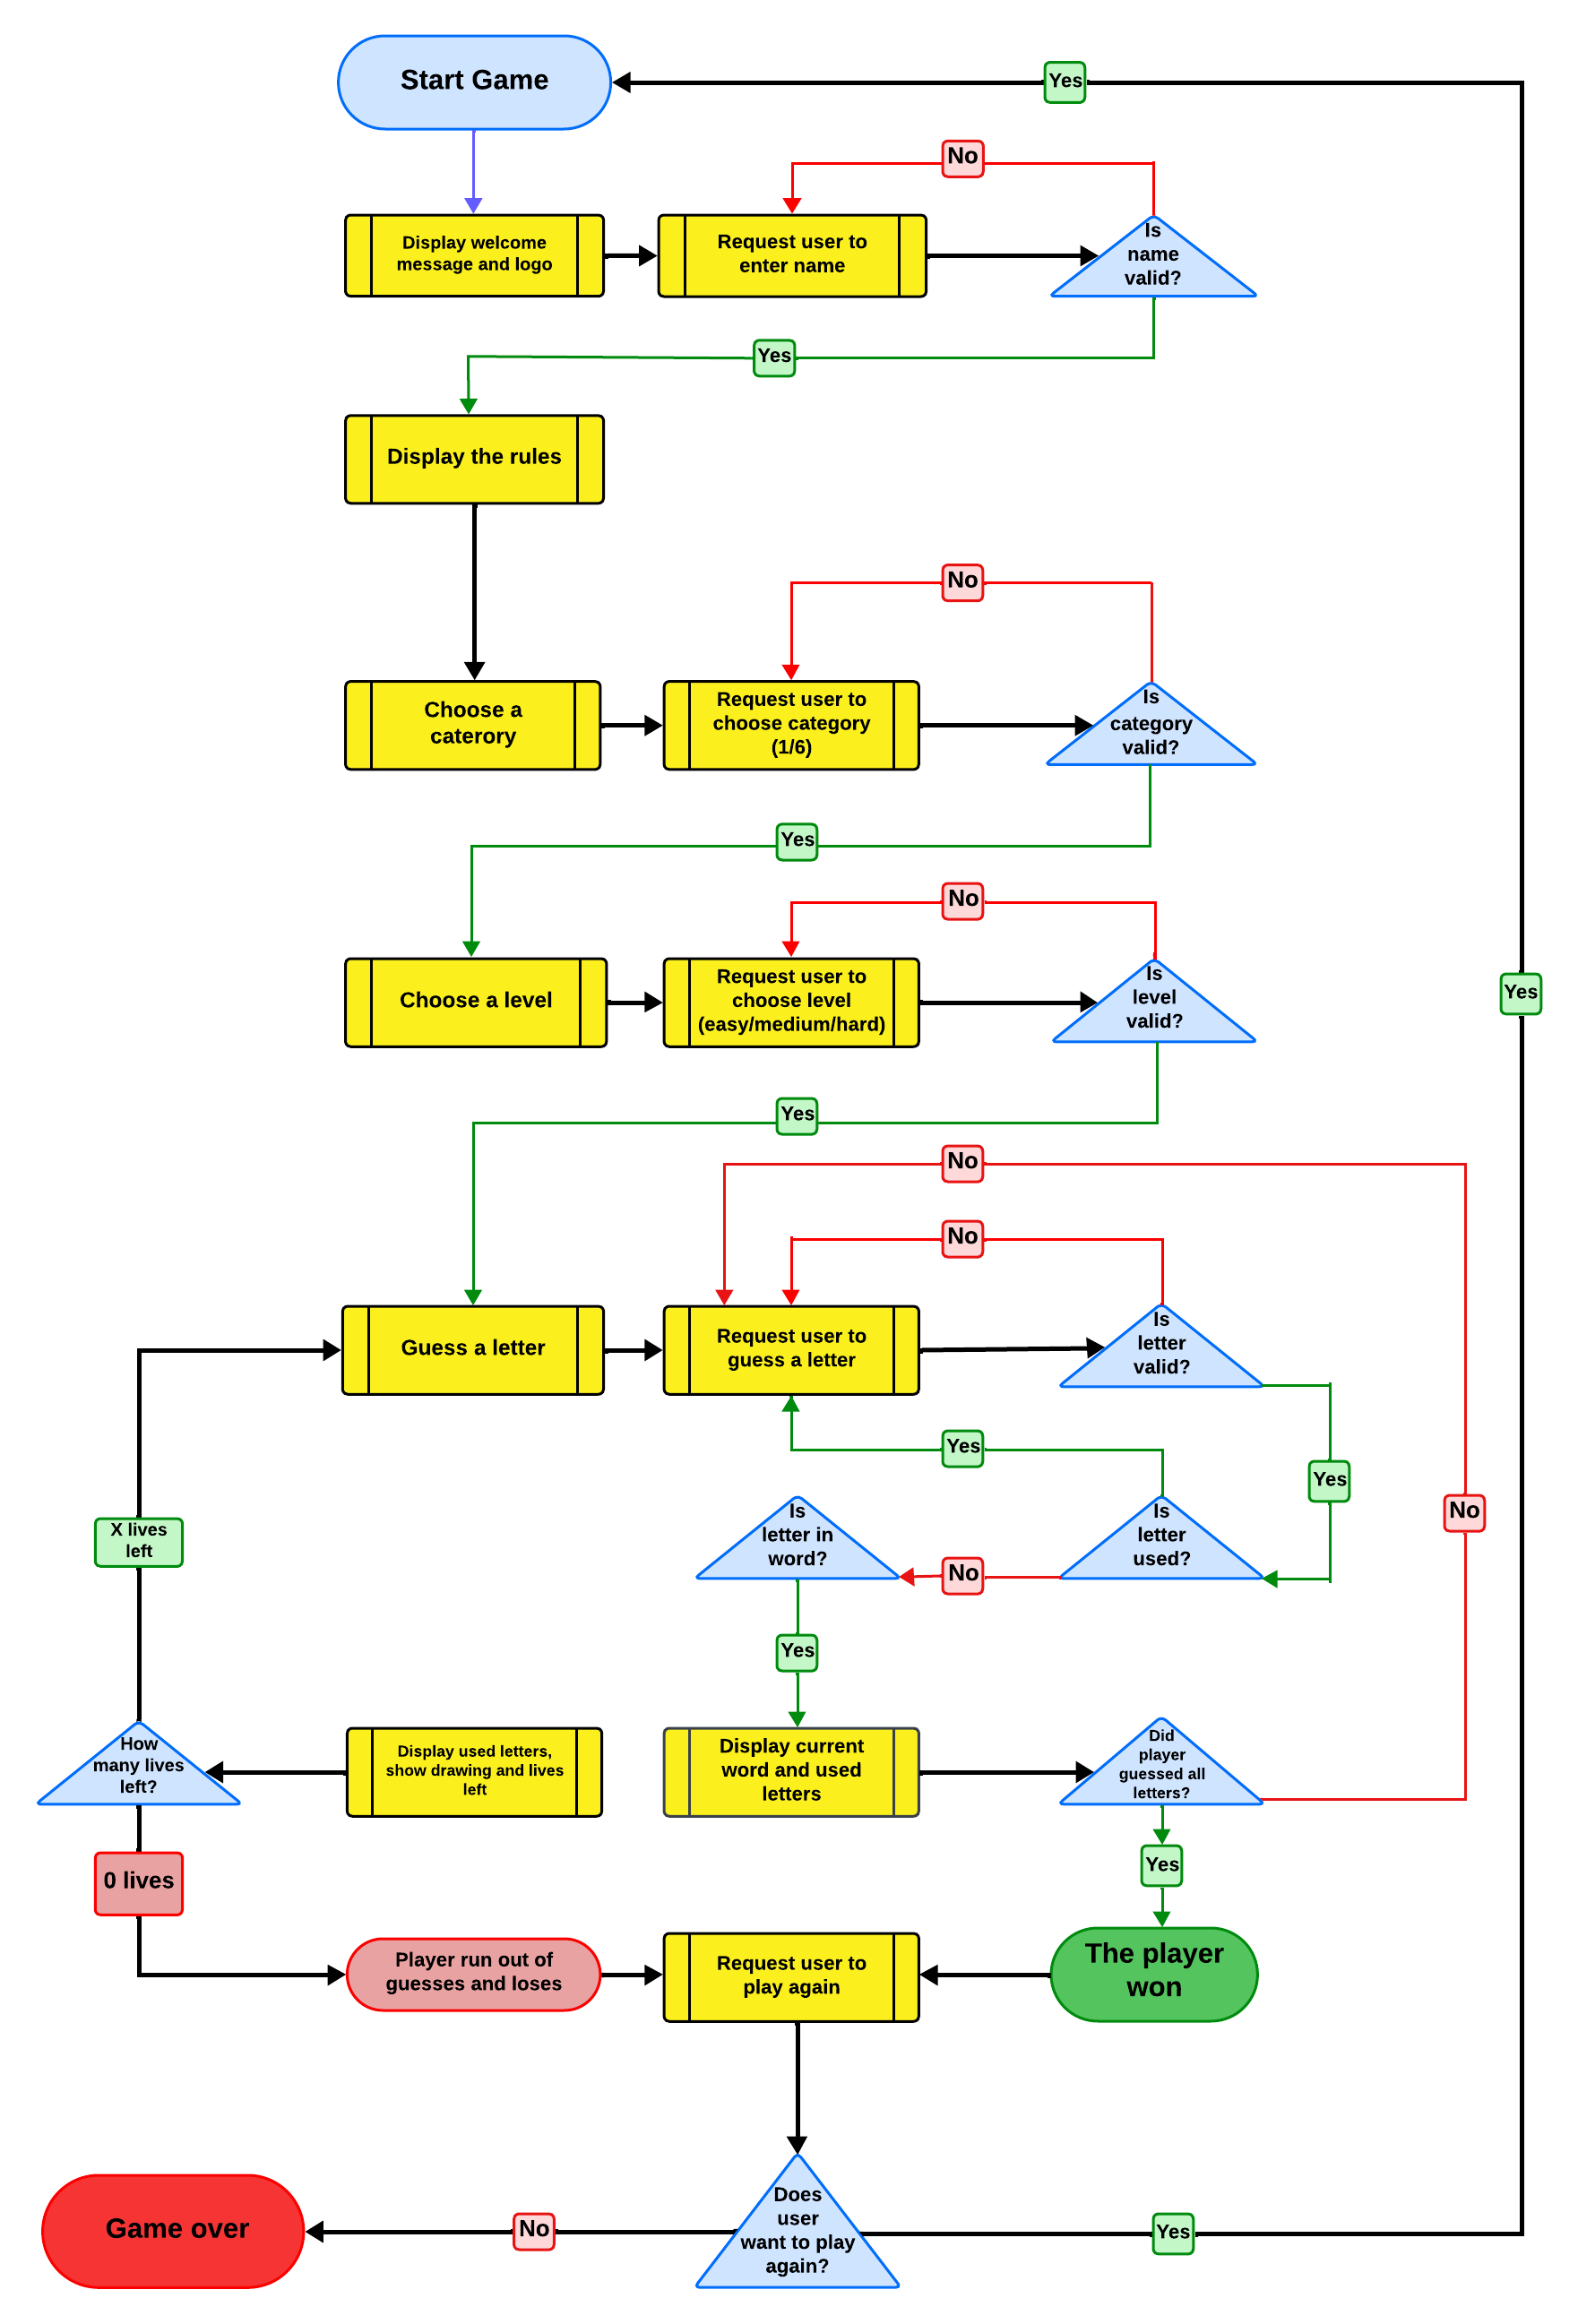 Start Game
Yes
No
Display welcome
message and logo
Request user to
enter name
Is
name
valid?
Yes
Display the rules
No
Choose a
caterory
Request user to
choose category
(1/6)
Is
category
valid?
Yes
No
Choose a level
Request user to
choose level
(easy/medium/hard)
Is
level
valid?
Yes
Yes
No
No
Guess a letter
Request user to
guess a letter
Is
letter
valid?
Yes
Yes
No
X lives
left
Is
letter in
word?
No
Is
letter
used?
Yes
How
many lives
left?
Display used letters,
show drawing and lives
left
Display current
word and used
letters
Did
player
guessed all
letters?
0 lives
Yes
Player run out of
guesses and loses
Request user to
play again
The player
won
Game over
No
Does
user
want to play
again?
Yes